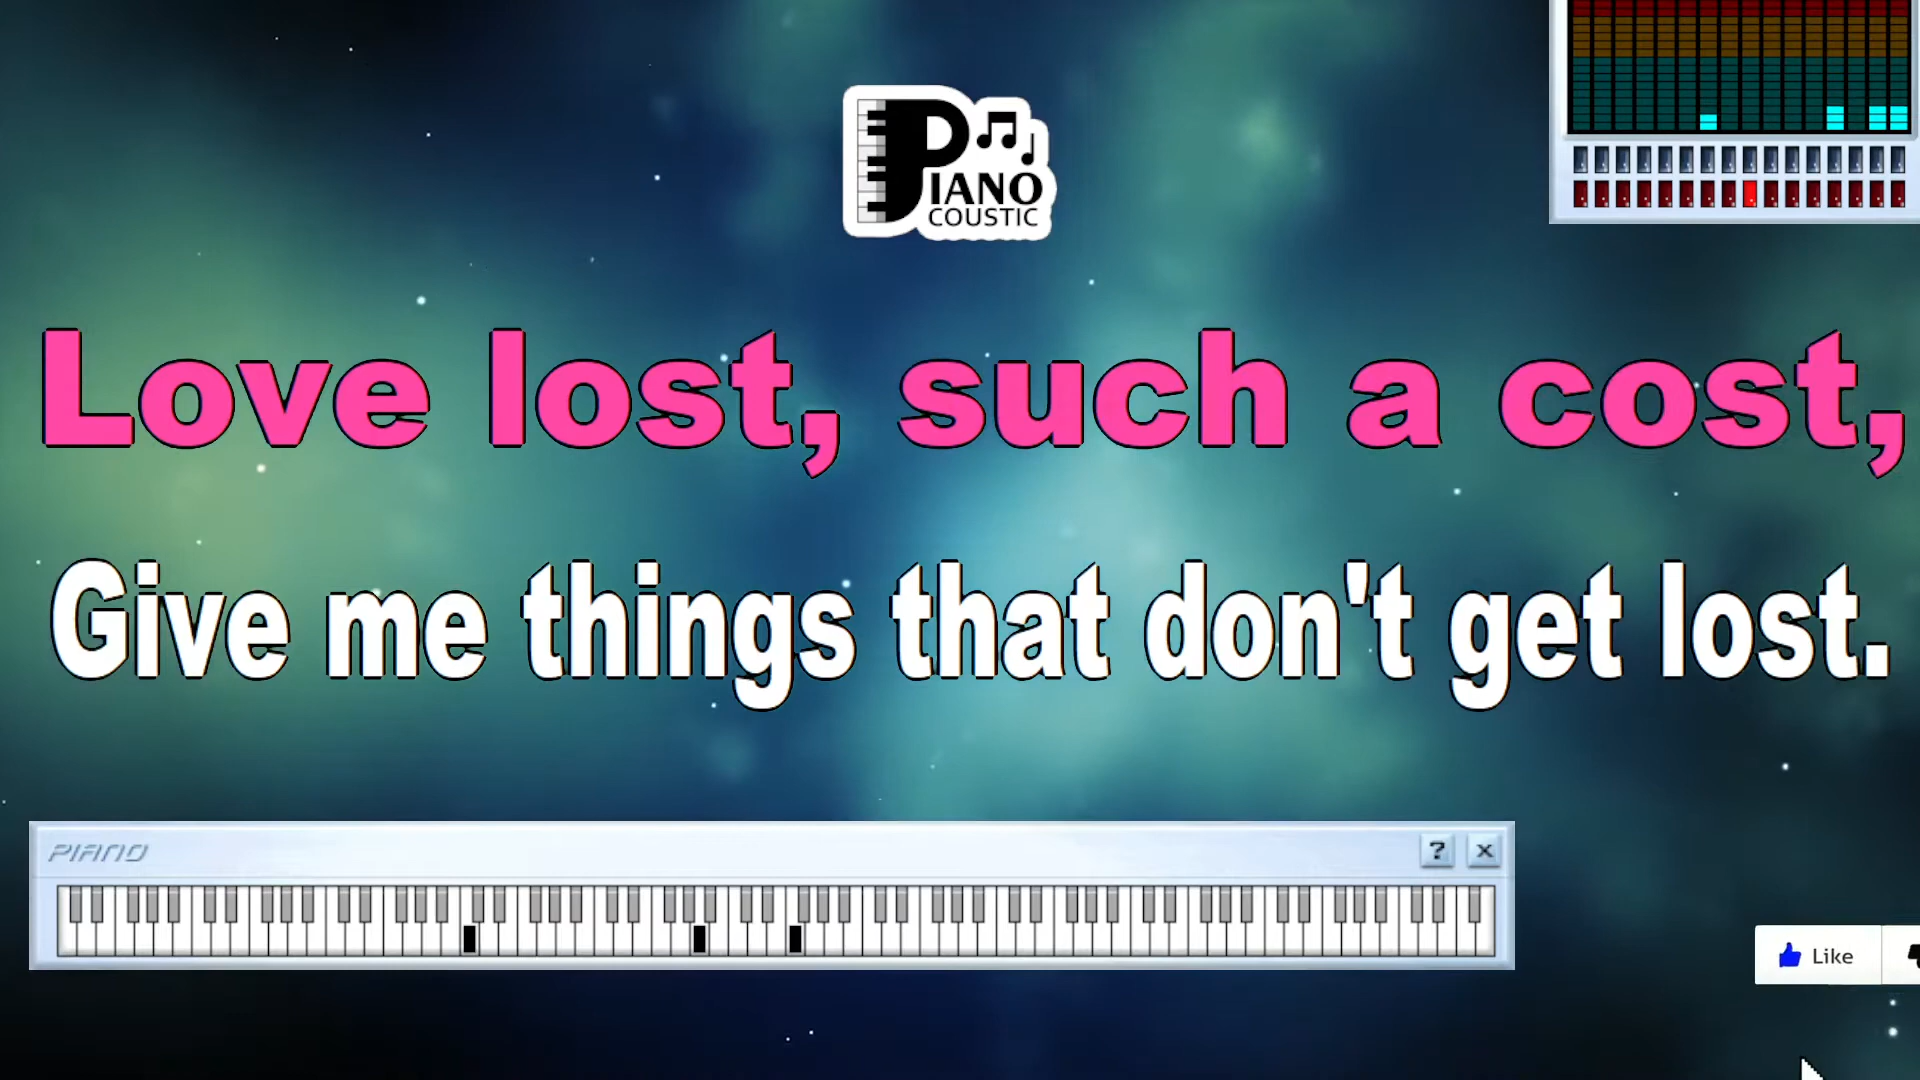 PIANO
COUSTIC
Love lost, such a cost,
Give me things that don't get lost.
PIANO
? x
Like